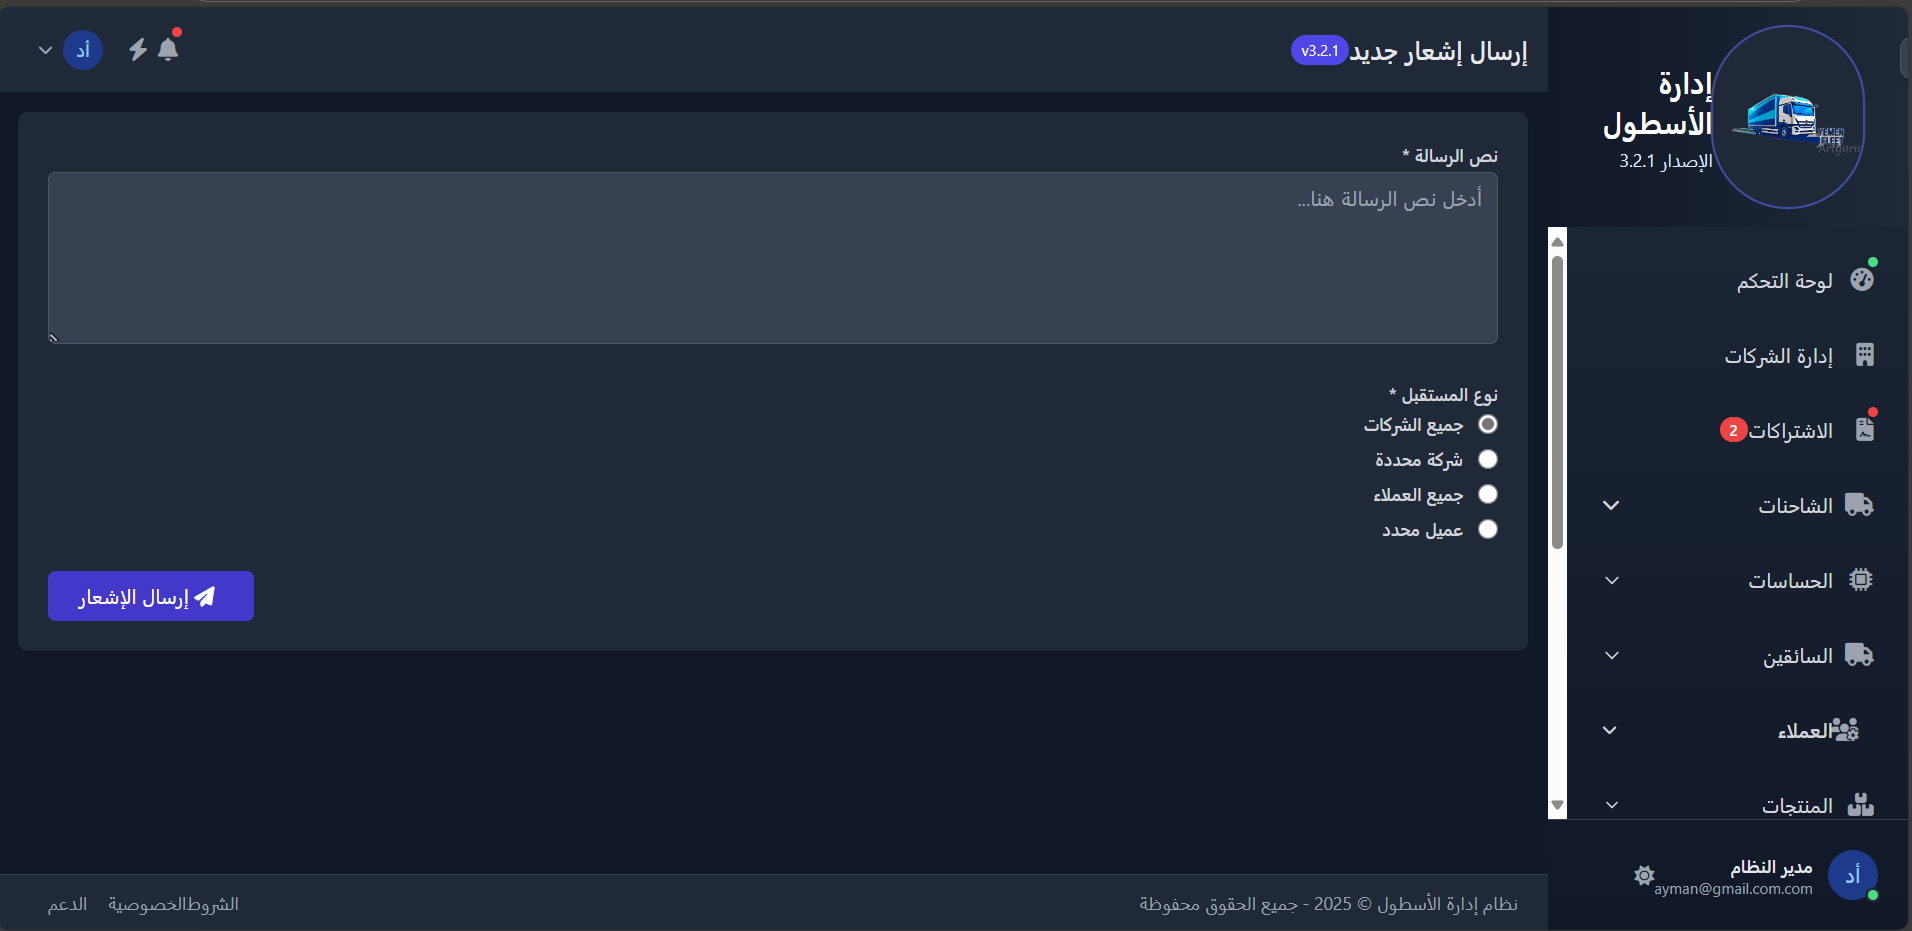 إدارة
الأسطول
الإصدار 3.2.1
YEMEN
FLEET
Artguru
لوحة التحكم
إدارة الشركات
الاشتراكات 2
الشاحنات
الحساسات
السائقين
العملاء
المنتجات
أد
مدير النظام
ayman@gmail.com.com
إرسال إشعار جديد v3.2.1
أد
نص الرسالة *
أدخل نص الرسالة هنا...
نوع المستقبل *
جميع الشركات
شركة محددة
جميع العملاء
عميل محدد
إرسال الإشعار
نظام إدارة الأسطول © 2025 - جميع الحقوق محفوظة
الشروطالخصوصية الدعم